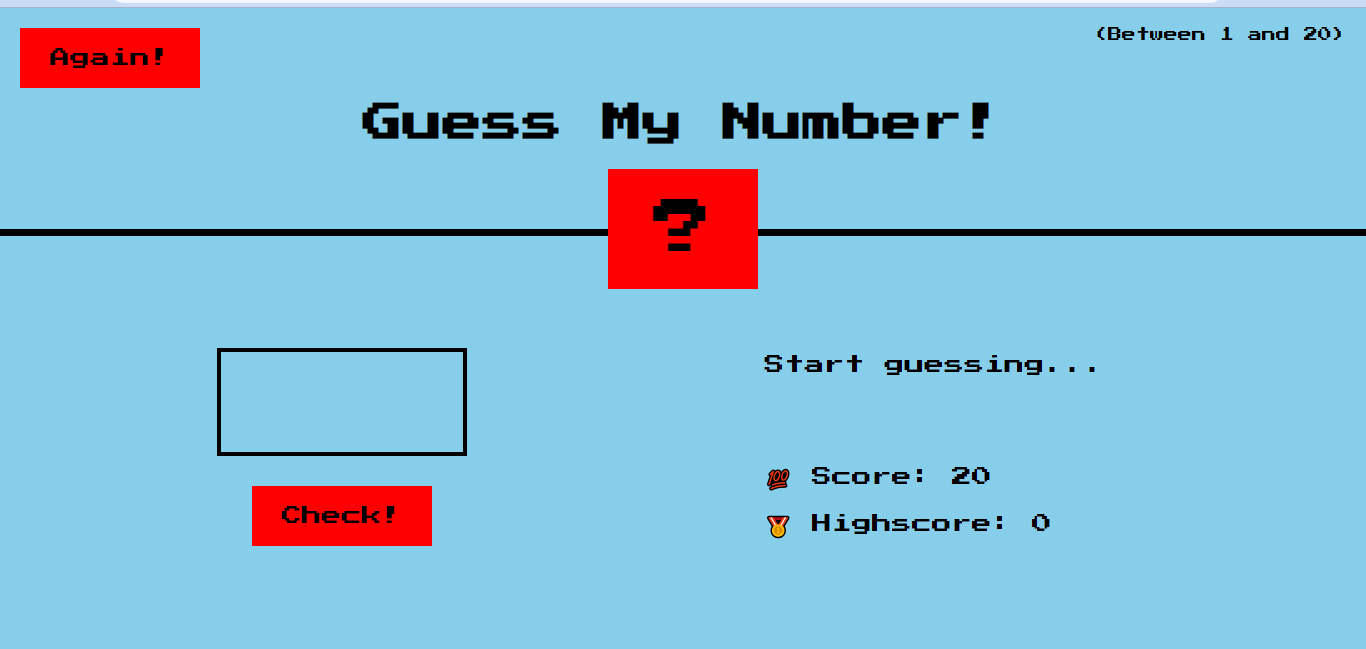 Again!
(Between 1 and 20)
Guess My Number!
?
Start guessing...
💯 Score: 20
🥇 Highscore: 0
Check!